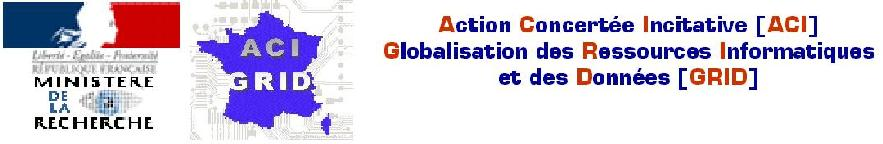 Liberté • Égalité • Fraternité
RÉPUBLIQUE FRANÇAISE
MINISTERE
DE
LA
RECHERCHE
ACI
GRID
Action Concertée Incitative [ACI]
Globalisation des Ressources Informatiques
et des Données [GRID]